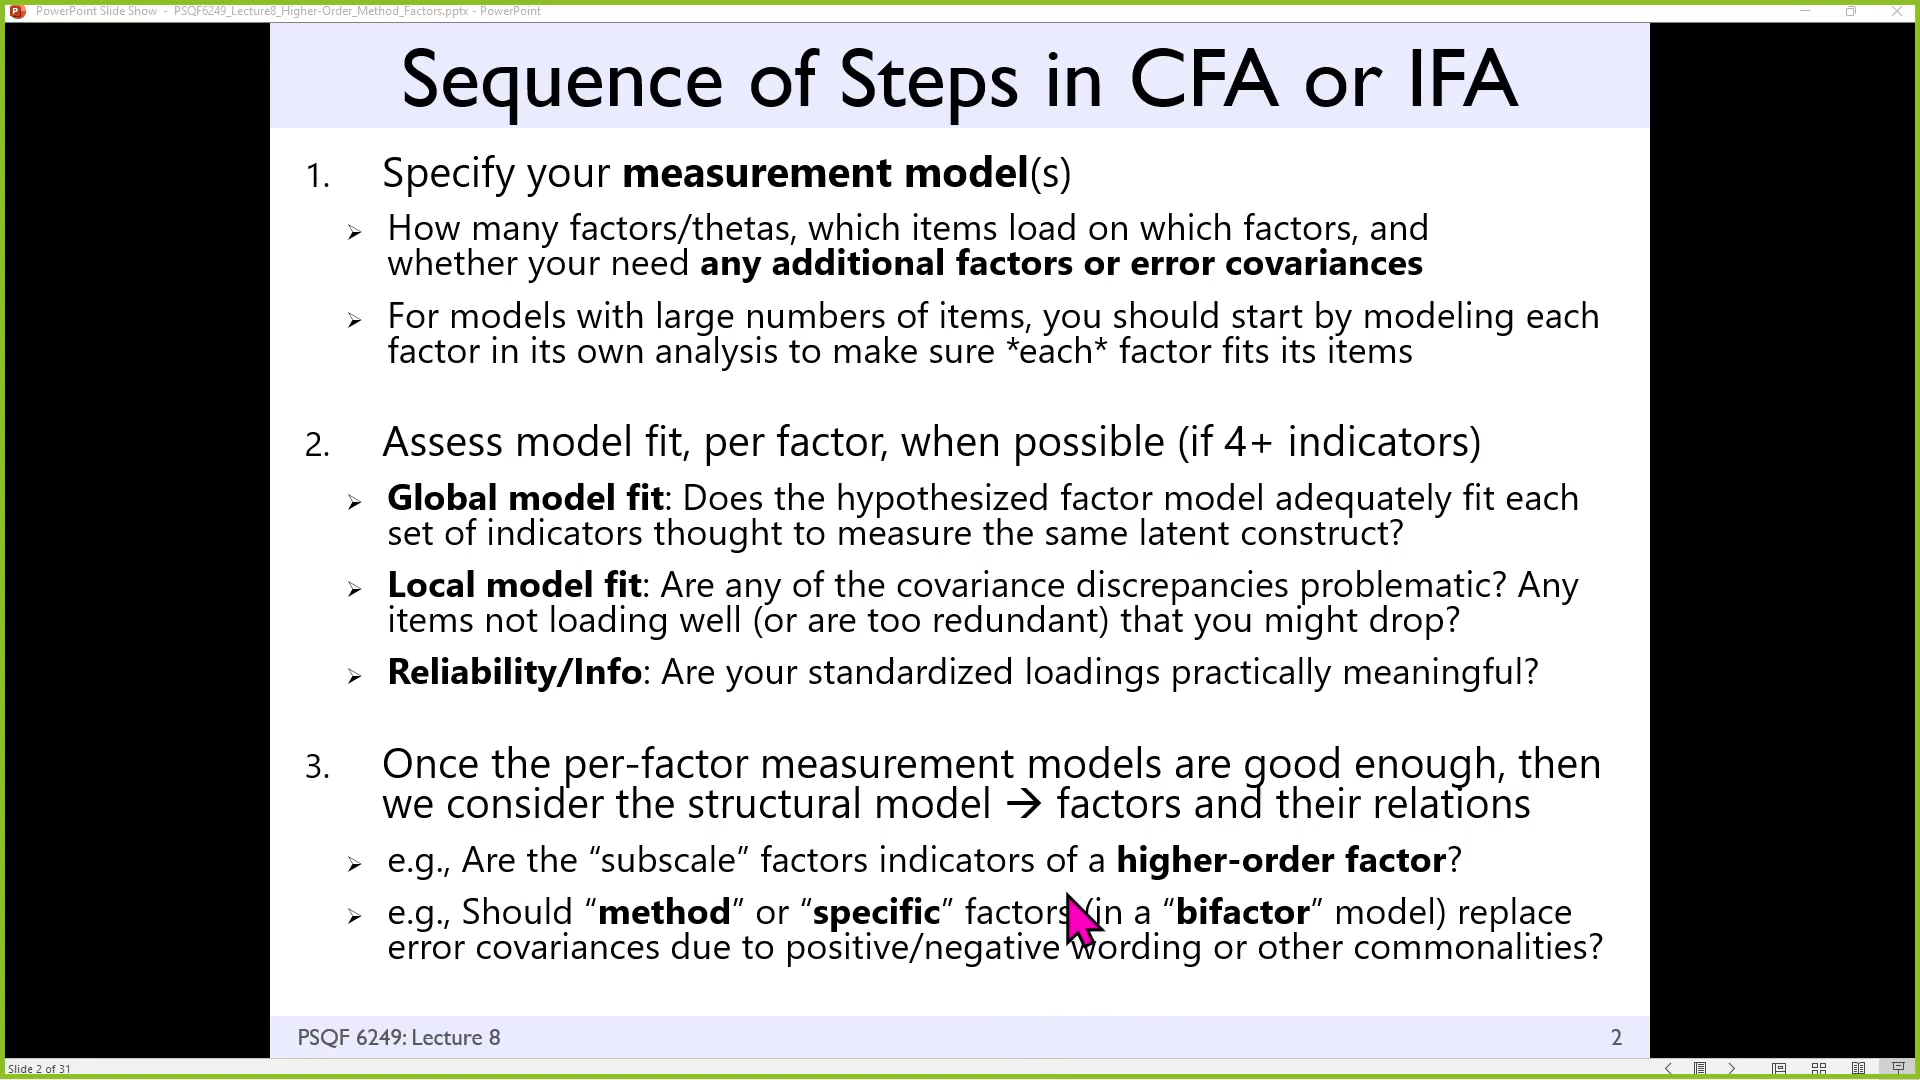 PowerPoint Slide Show - PSQF6249_Lecture8_Higher-Order_Method_Factors.pptx - PowerPoint
Sequence of Steps in CFA or IFA
1. Specify your measurement model(s)
➢ How many factors/thetas, which items load on which factors, and
whether your need any additional factors or error covariances
➢ For models with large numbers of items, you should start by modeling each
factor in its own analysis to make sure *each* factor fits its items
2. Assess model fit, per factor, when possible (if 4+ indicators)
➢ Global model fit: Does the hypothesized factor model adequately fit each
set of indicators thought to measure the same latent construct?
➢ Local model fit: Are any of the covariance discrepancies problematic? Any
items not loading well (or are too redundant) that you might drop?
➢ Reliability/Info: Are your standardized loadings practically meaningful?
3. Once the per-factor measurement models are good enough, then
we consider the structural model → factors and their relations
➢ e.g., Are the “subscale” factors indicators of a higher-order factor?
➢ e.g., Should “method” or “specific” factors (in a “bifactor” model) replace
error covariances due to positive/negative wording or other commonalities?
PSQF 6249: Lecture 8
2
Slide 2 of 31